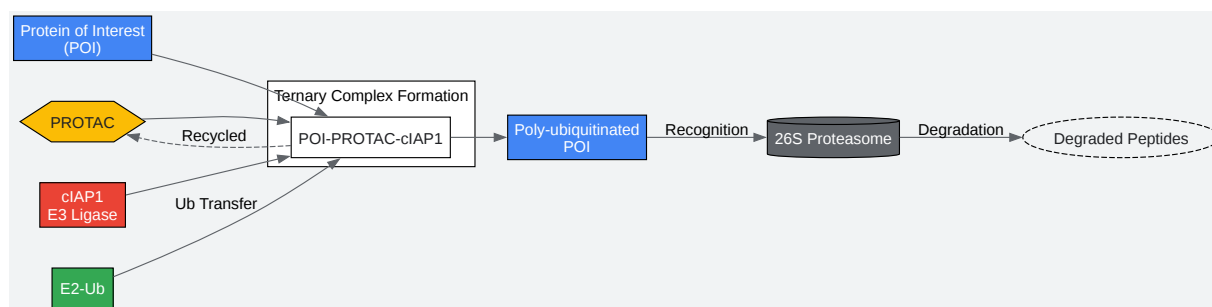 Protein of Interest
(POI)
PROTAC
Recycled
cIAP1
E3 Ligase
Ub Transfer
E2-Ub
Ternary Complex Formation
POI-PROTAC-cIAP1
Poly-ubiquitinated
POI
Recognition
26S Proteasome
Degradation
Degraded Peptides